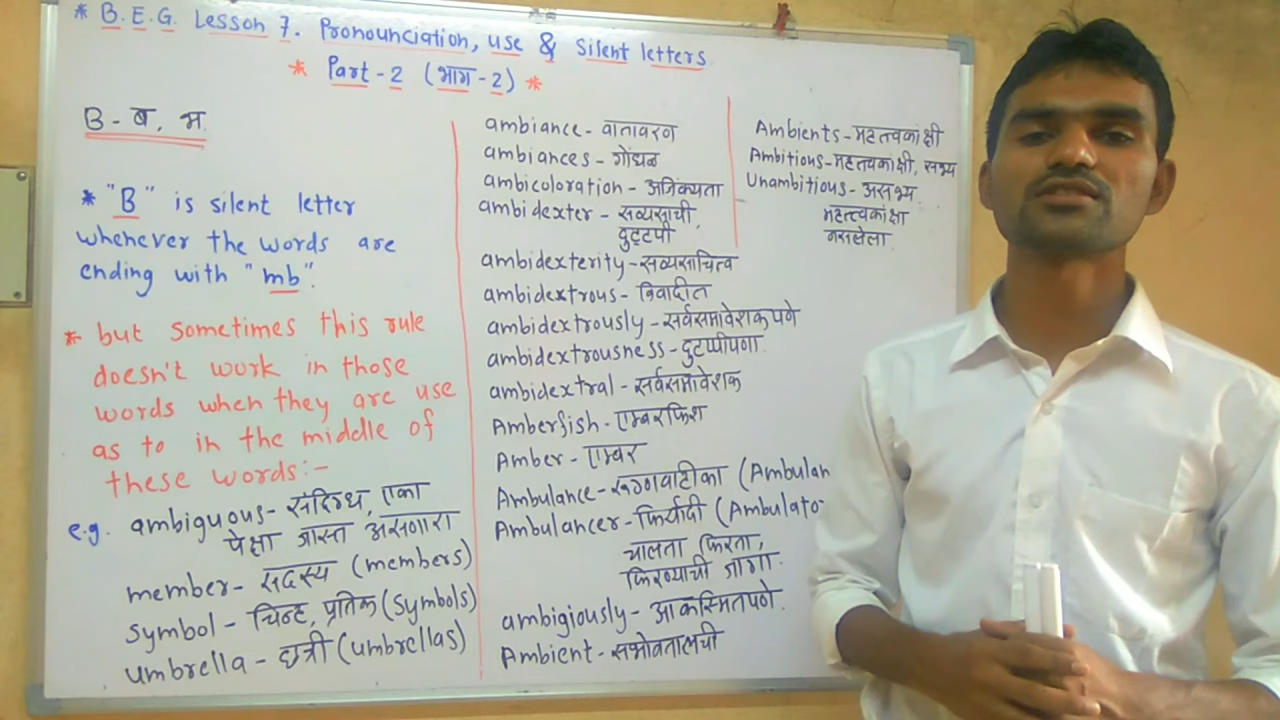 * B.E.G. Lesson 7. Pronounciation, use & Silent letters
* Part-2 (भाग-2) *
B - ब, भ
* "B" is silent letter
whenever the words are
ending with "mb".
* but sometimes this rule
doesn't work in those
words when they are use
as to in the middle of
these words:-
e.g. ambiguous- संदिग्ध, एका
पेक्षा जास्त असणारा
member- सदस्य (members)
symbol - चिन्ह, प्रतिक (symbols)
umbrella - छत्री (umbrellas)
ambiance - वातावरण
ambiances - गोंधळ
ambicoloration - अजिंक्यता
ambidexter - सव्यसाची,
दुटप्पी
ambidexterity - सव्यसाचित्व
ambidextrous - विवादीत
ambidextrously - सर्वसमावेशकपणे
ambidextrousness - दुटप्पीपणा
ambidextral - सर्वसमावेशक
Amberfish - एम्बरफिश
Amber - एम्बर
Ambulance - रुग्णवाहीका (Ambulan
Ambulancer - फिर्यादी (Ambulato-
चालता फिरता,
फिरण्याची जागा.
ambigiously - आकस्मितपणे.
Ambient - सभोवतालची
Ambients - महत्त्वकांक्षी
Ambitious - महत्त्वकांक्षी, सभ्य
Unambitious - असभ्य,
महत्त्वकांक्षा
नसलेला